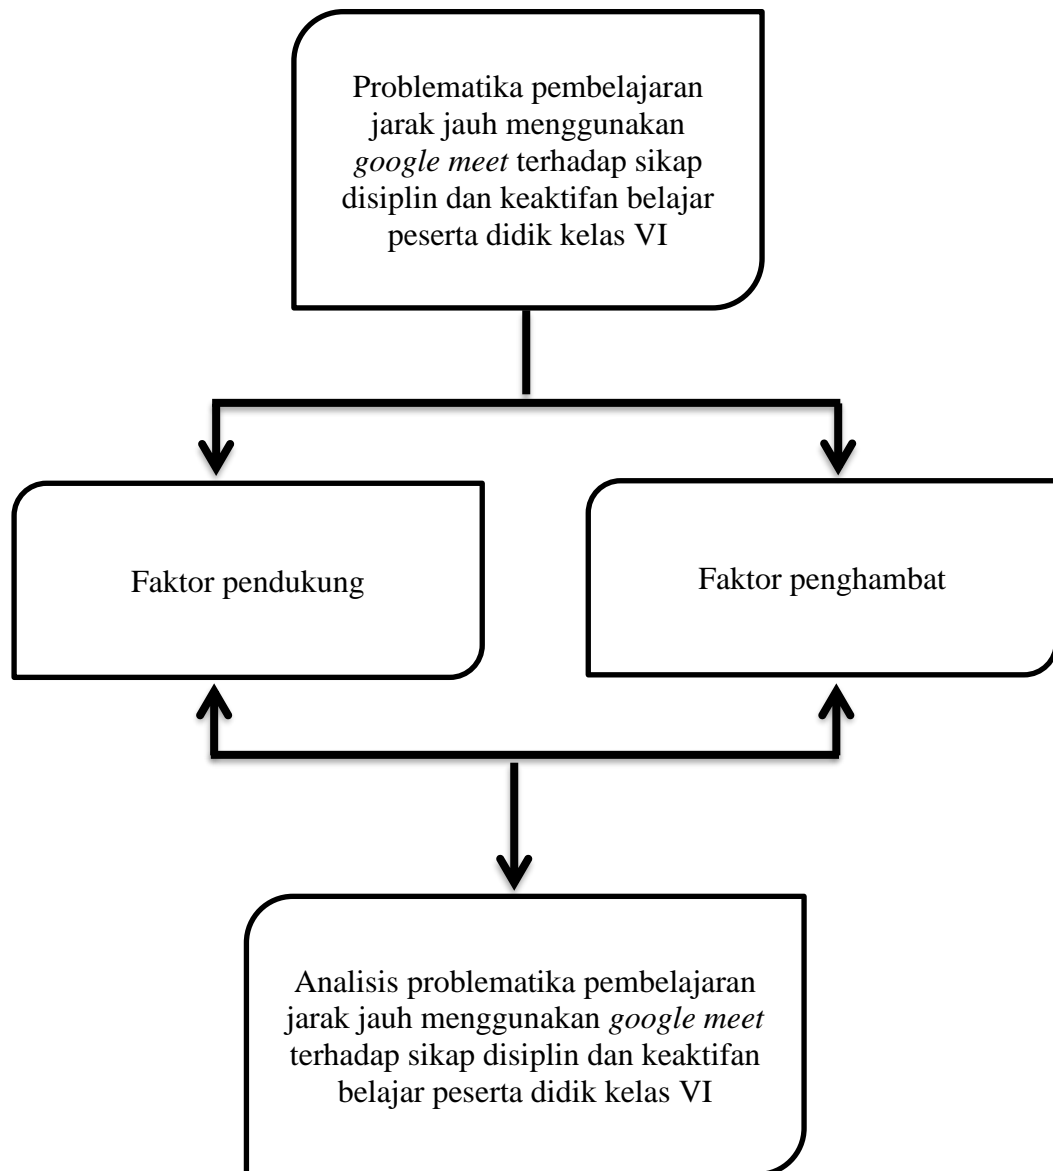 Problematika pembelajaran
jarak jauh menggunakan
google meet terhadap sikap
disiplin dan keaktifan belajar
peserta didik kelas VI
Faktor pendukung
Faktor penghambat
Analisis problematika pembelajaran
jarak jauh menggunakan google meet
terhadap sikap disiplin dan keaktifan
belajar peserta didik kelas VI